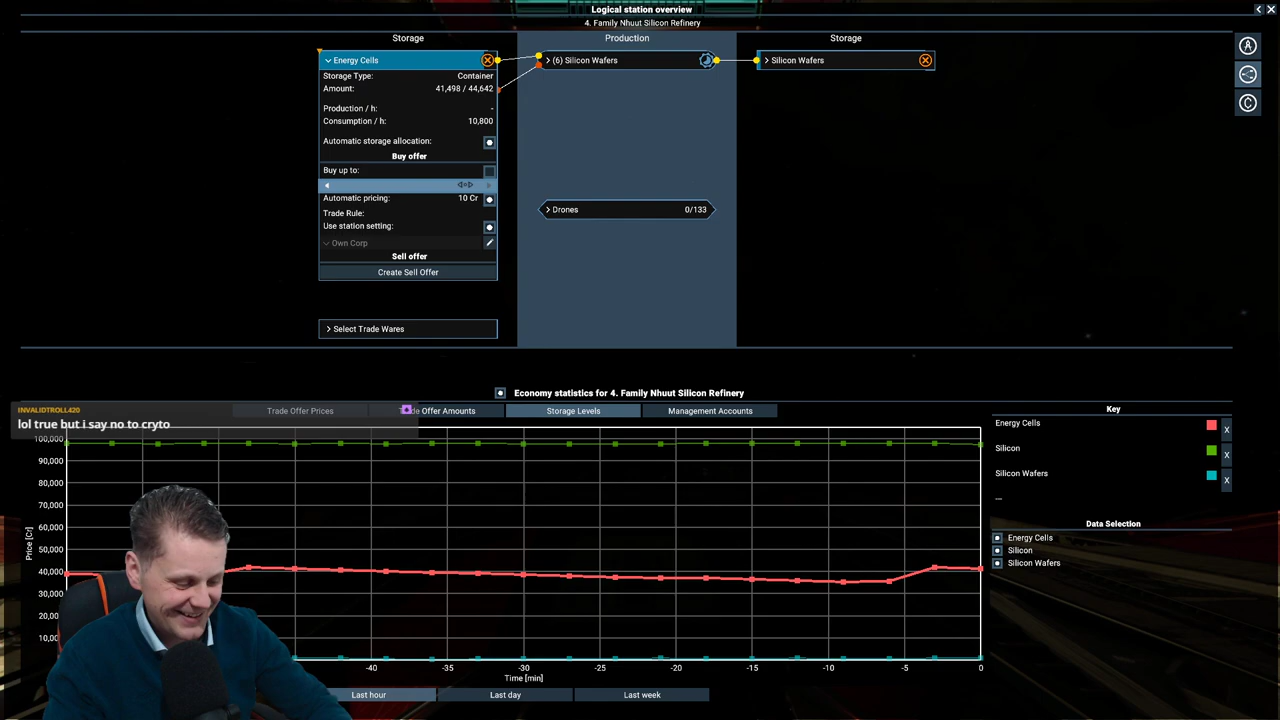 Logical station overview
4. Family Nhuut Silicon Refinery
Storage
Production
Storage
Energy Cells
(6) Silicon Wafers
Silicon Wafers
Storage Type: Container
Amount: 41,498 / 44,642
Production / h: -
Consumption / h: 10,800
Automatic storage allocation:
Buy offer
Buy up to:
Automatic pricing: 10 Cr
Trade Rule:
Use station setting:
Own Corp
Sell offer
Create Sell Offer
Drones 0/133
Select Trade Wares
Economy statistics for 4. Family Nhuut Silicon Refinery
Trade Offer Prices
Offer Amounts
Storage Levels
Management Accounts
INVALIDTROLL420
lol true but i say no to cryto
Key
Energy Cells X
Silicon X
Silicon Wafers X
Data Selection
Energy Cells
Silicon
Silicon Wafers
Price [Cr]
100,000
90,000
80,000
70,000
60,000
50,000
40,000
30,000
-40 -35 -30 -25 -20 -15 -10 -5 0
Time [min]
Last hour
Last day
Last week